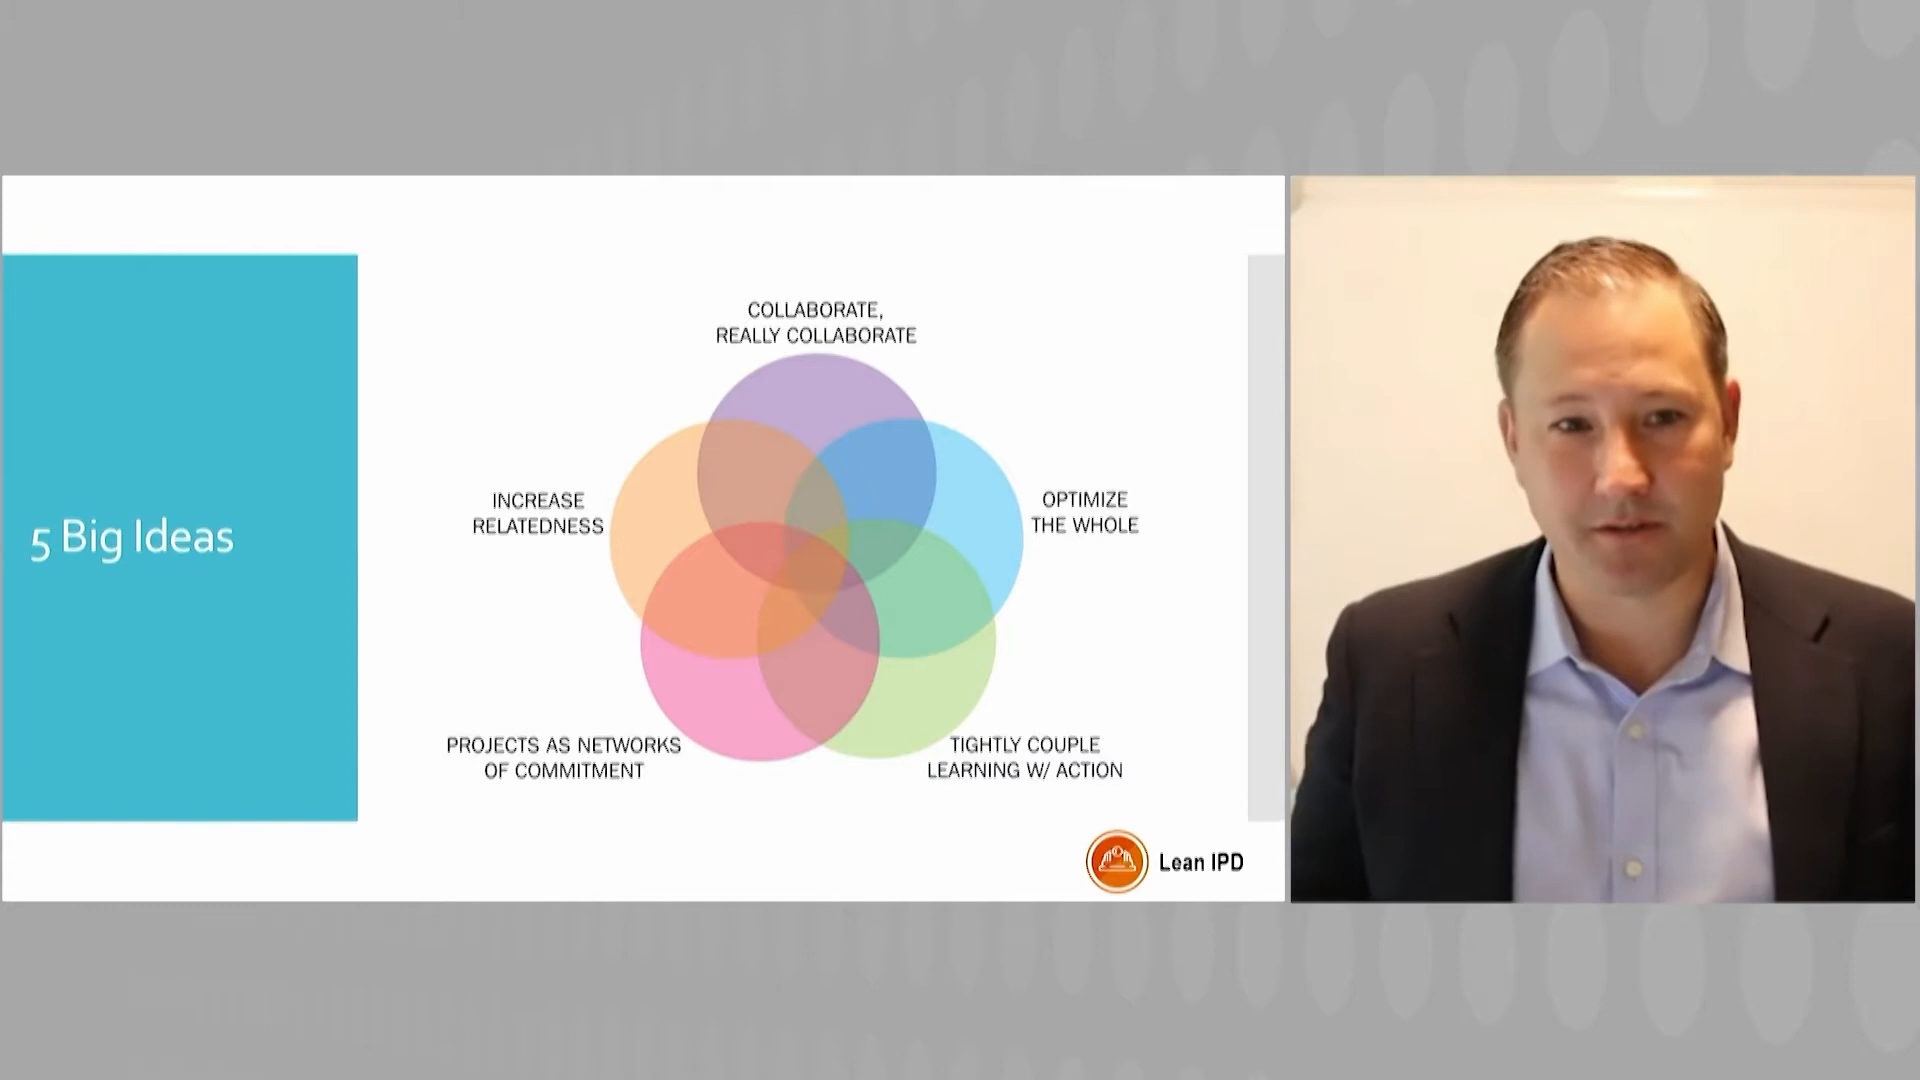 5 Big Ideas
COLLABORATE,
REALLY COLLABORATE
INCREASE
RELATEDNESS
OPTIMIZE
THE WHOLE
PROJECTS AS NETWORKS
OF COMMITMENT
TIGHTLY COUPLE
LEARNING W/ ACTION
Lean IPD